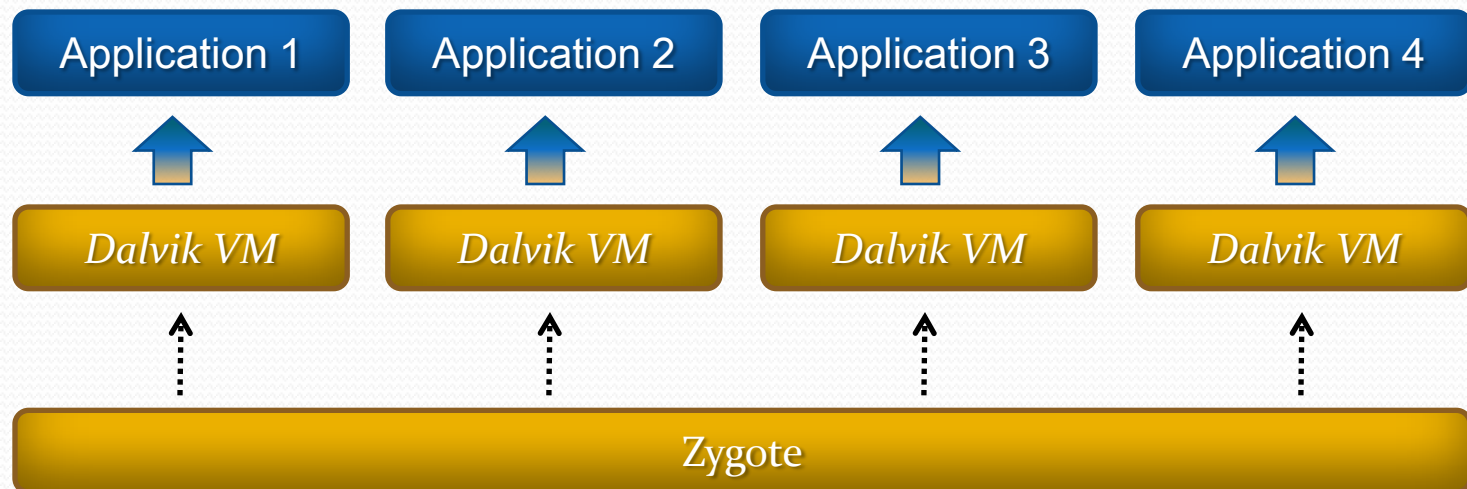 Application 1
Application 2
Application 3
Application 4
Dalvik VM
Dalvik VM
Dalvik VM
Dalvik VM
Zygote